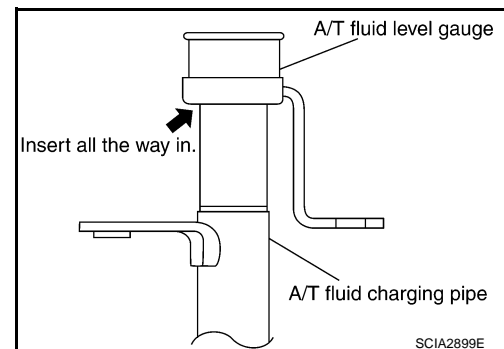 A/T fluid level gauge
Insert all the way in.
A/T fluid charging pipe
SCIA2899E